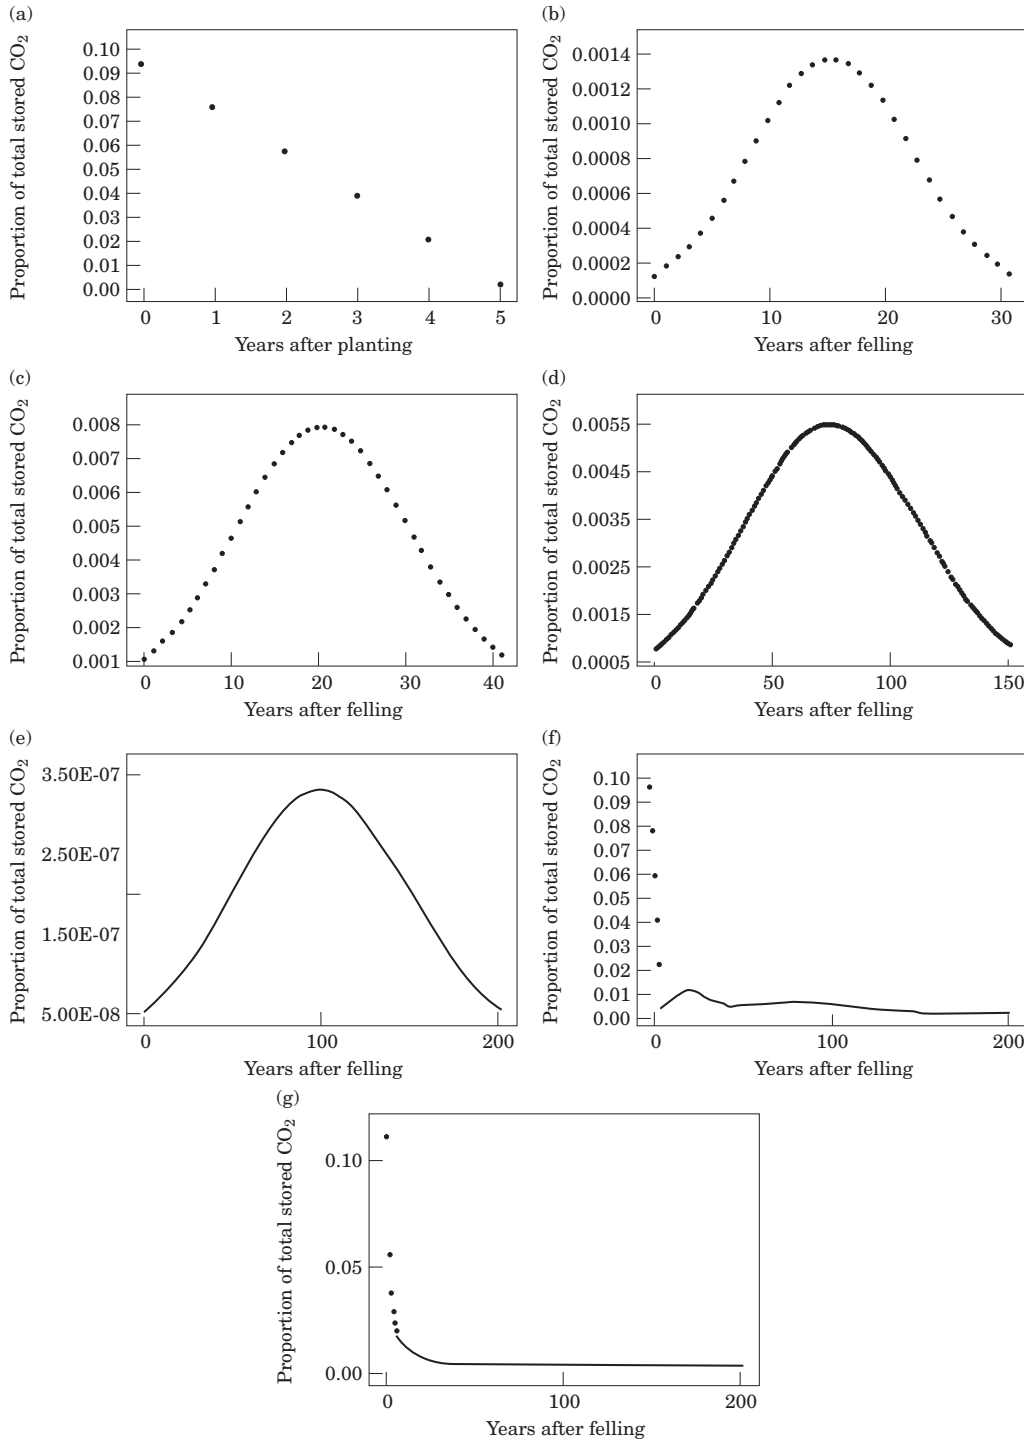 (a)
Proportion of total stored CO2
0.10
0.09
0.08
0.07
0.06
0.05
0.04
0.03
0.02
0.01
0.00
0 1 2 3 4 5
Years after planting
(b)
Proportion of total stored CO2
0.0014
0.0012
0.0010
0.0008
0.0006
0.0004
0.0002
0.0000
0 10 20 30
Years after felling
(c)
Proportion of total stored CO2
0.008
0.007
0.006
0.005
0.004
0.003
0.002
0.001
0 10 20 30 40
Years after felling
(d)
Proportion of total stored CO2
0.0055
0.0045
0.0035
0.0025
0.0015
0.0005
0 50 100 150
Years after felling
(e)
Proportion of total stored CO2
3.50E-07
2.50E-07
1.50E-07
5.00E-08
0 100 200
Years after felling
(f)
Proportion of total stored CO2
0.10
0.09
0.08
0.07
0.06
0.05
0.04
0.03
0.02
0.01
0.00
0 100 200
Years after felling
(g)
Proportion of total stored CO2
0.10
0.05
0.00
0 100 200
Years after felling